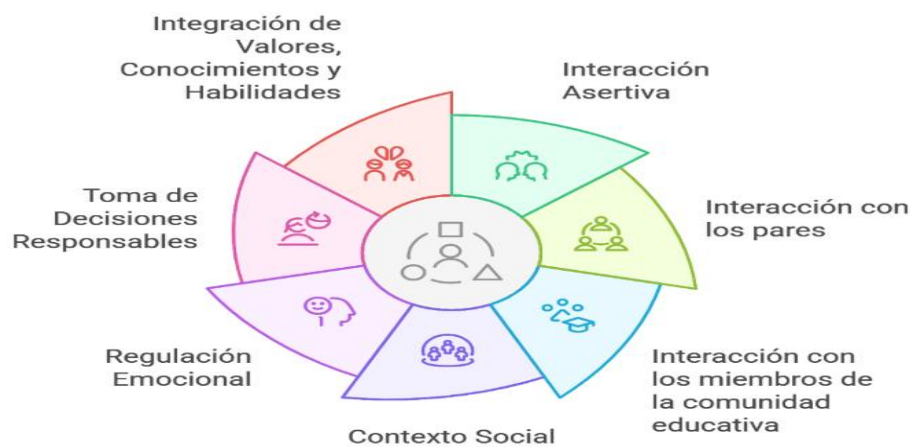 Integración de
Valores,
Conocimientos y
Habilidades
Interacción
Asertiva
Interacción con
los pares
Interacción con
los miembros de
la comunidad
educativa
Contexto Social
Regulación
Emocional
Toma de
Decisiones
Responsables